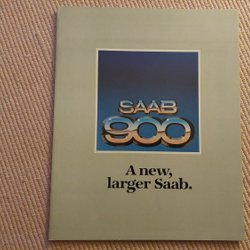 SAAB
900
A new,
larger Saab.